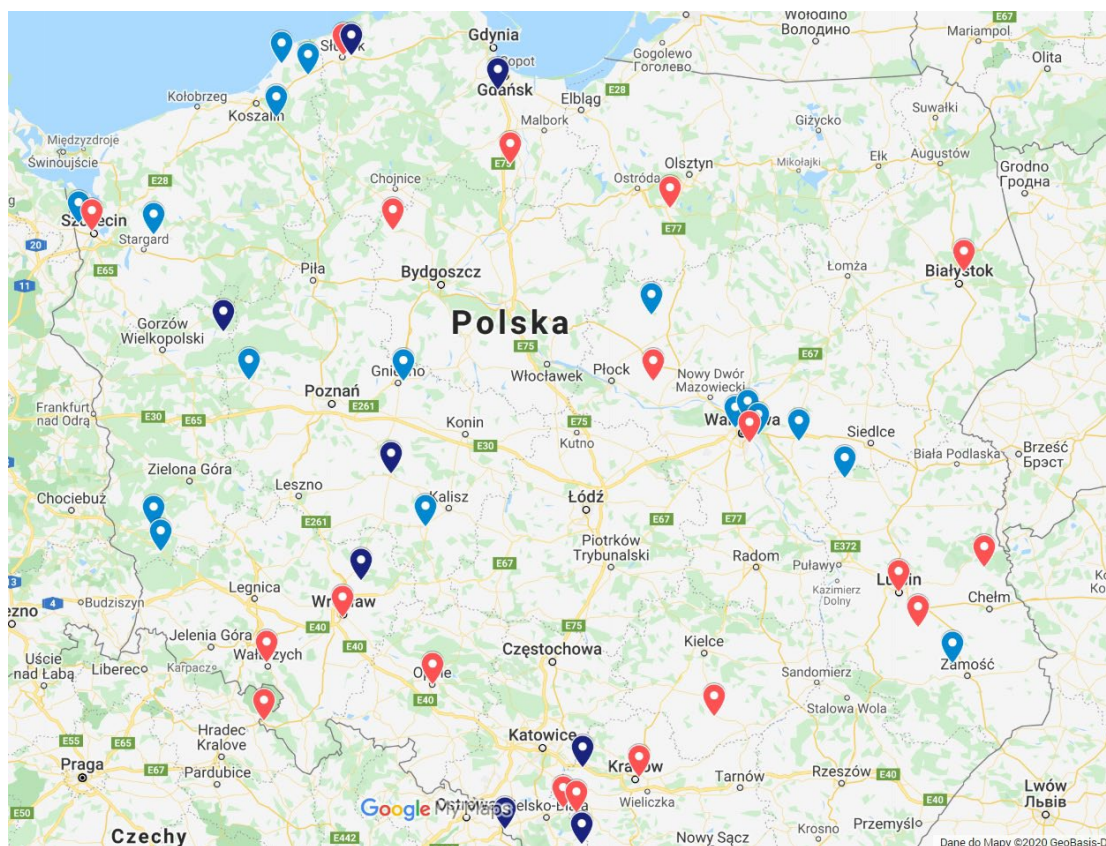 Wołodino
Володино
E67
Mariampol
Gdynia
Gogolewo
Гоголево
Olita
Słupsk
Sopot
Gdańsk
Elbląg
E28
Kołobrzeg
Koszalin
Malbork
Giżycko
Suwałki
Międzyzdroje
Świnoujście
E75
Olsztyn
Ostróda
Mikołajki
Ełk
Augustów
Grodno
Гродна
E28
Chojnice
E77
Szczecin
Stargard
20
E65
Piła
Bydgoszcz
Łomża
Białystok
11
Gorzów
Wielkopolski
Polska
E75
Włocławek
Płock
Nowy Dwór
Mazowiecki
E67
Gniezno
Poznań
E261
Frankfurt
nad Odrą
E30
E65
Konin
E30
E75
Kutno
Warszawa
Siedlce
Biała Podlaska
Brześć
Брэст
Zielona Góra
Leszno
Chociebuż
Kalisz
Łódź
E261
E67
E77
Piotrków
Trybunalski
Radom
E372
Puławy
Kazimierz
Dolny
Lublin
Chełm
Legnica
E67
4
Budziszyn
Wrocław
E40
E40
E75
Jelenia Góra
Wałbrzych
Karpacz
Liberec
Uście
nad Łabą
Częstochowa
Kielce
Opole
E40
Sandomierz
Zamość
Stalowa Wola
Hradec
Kralove
E55
E65
Praga
E67
Pardubice
Katowice
Kraków
Wieliczka
Tarnów
Rzeszów
E40
E40
Lwów
Львів
E50
Google My Maps
Czechy
E442
Nowy Sącz
Krosno
Przemyśl
Dane do Mapy ©2020 GeoBasis-D